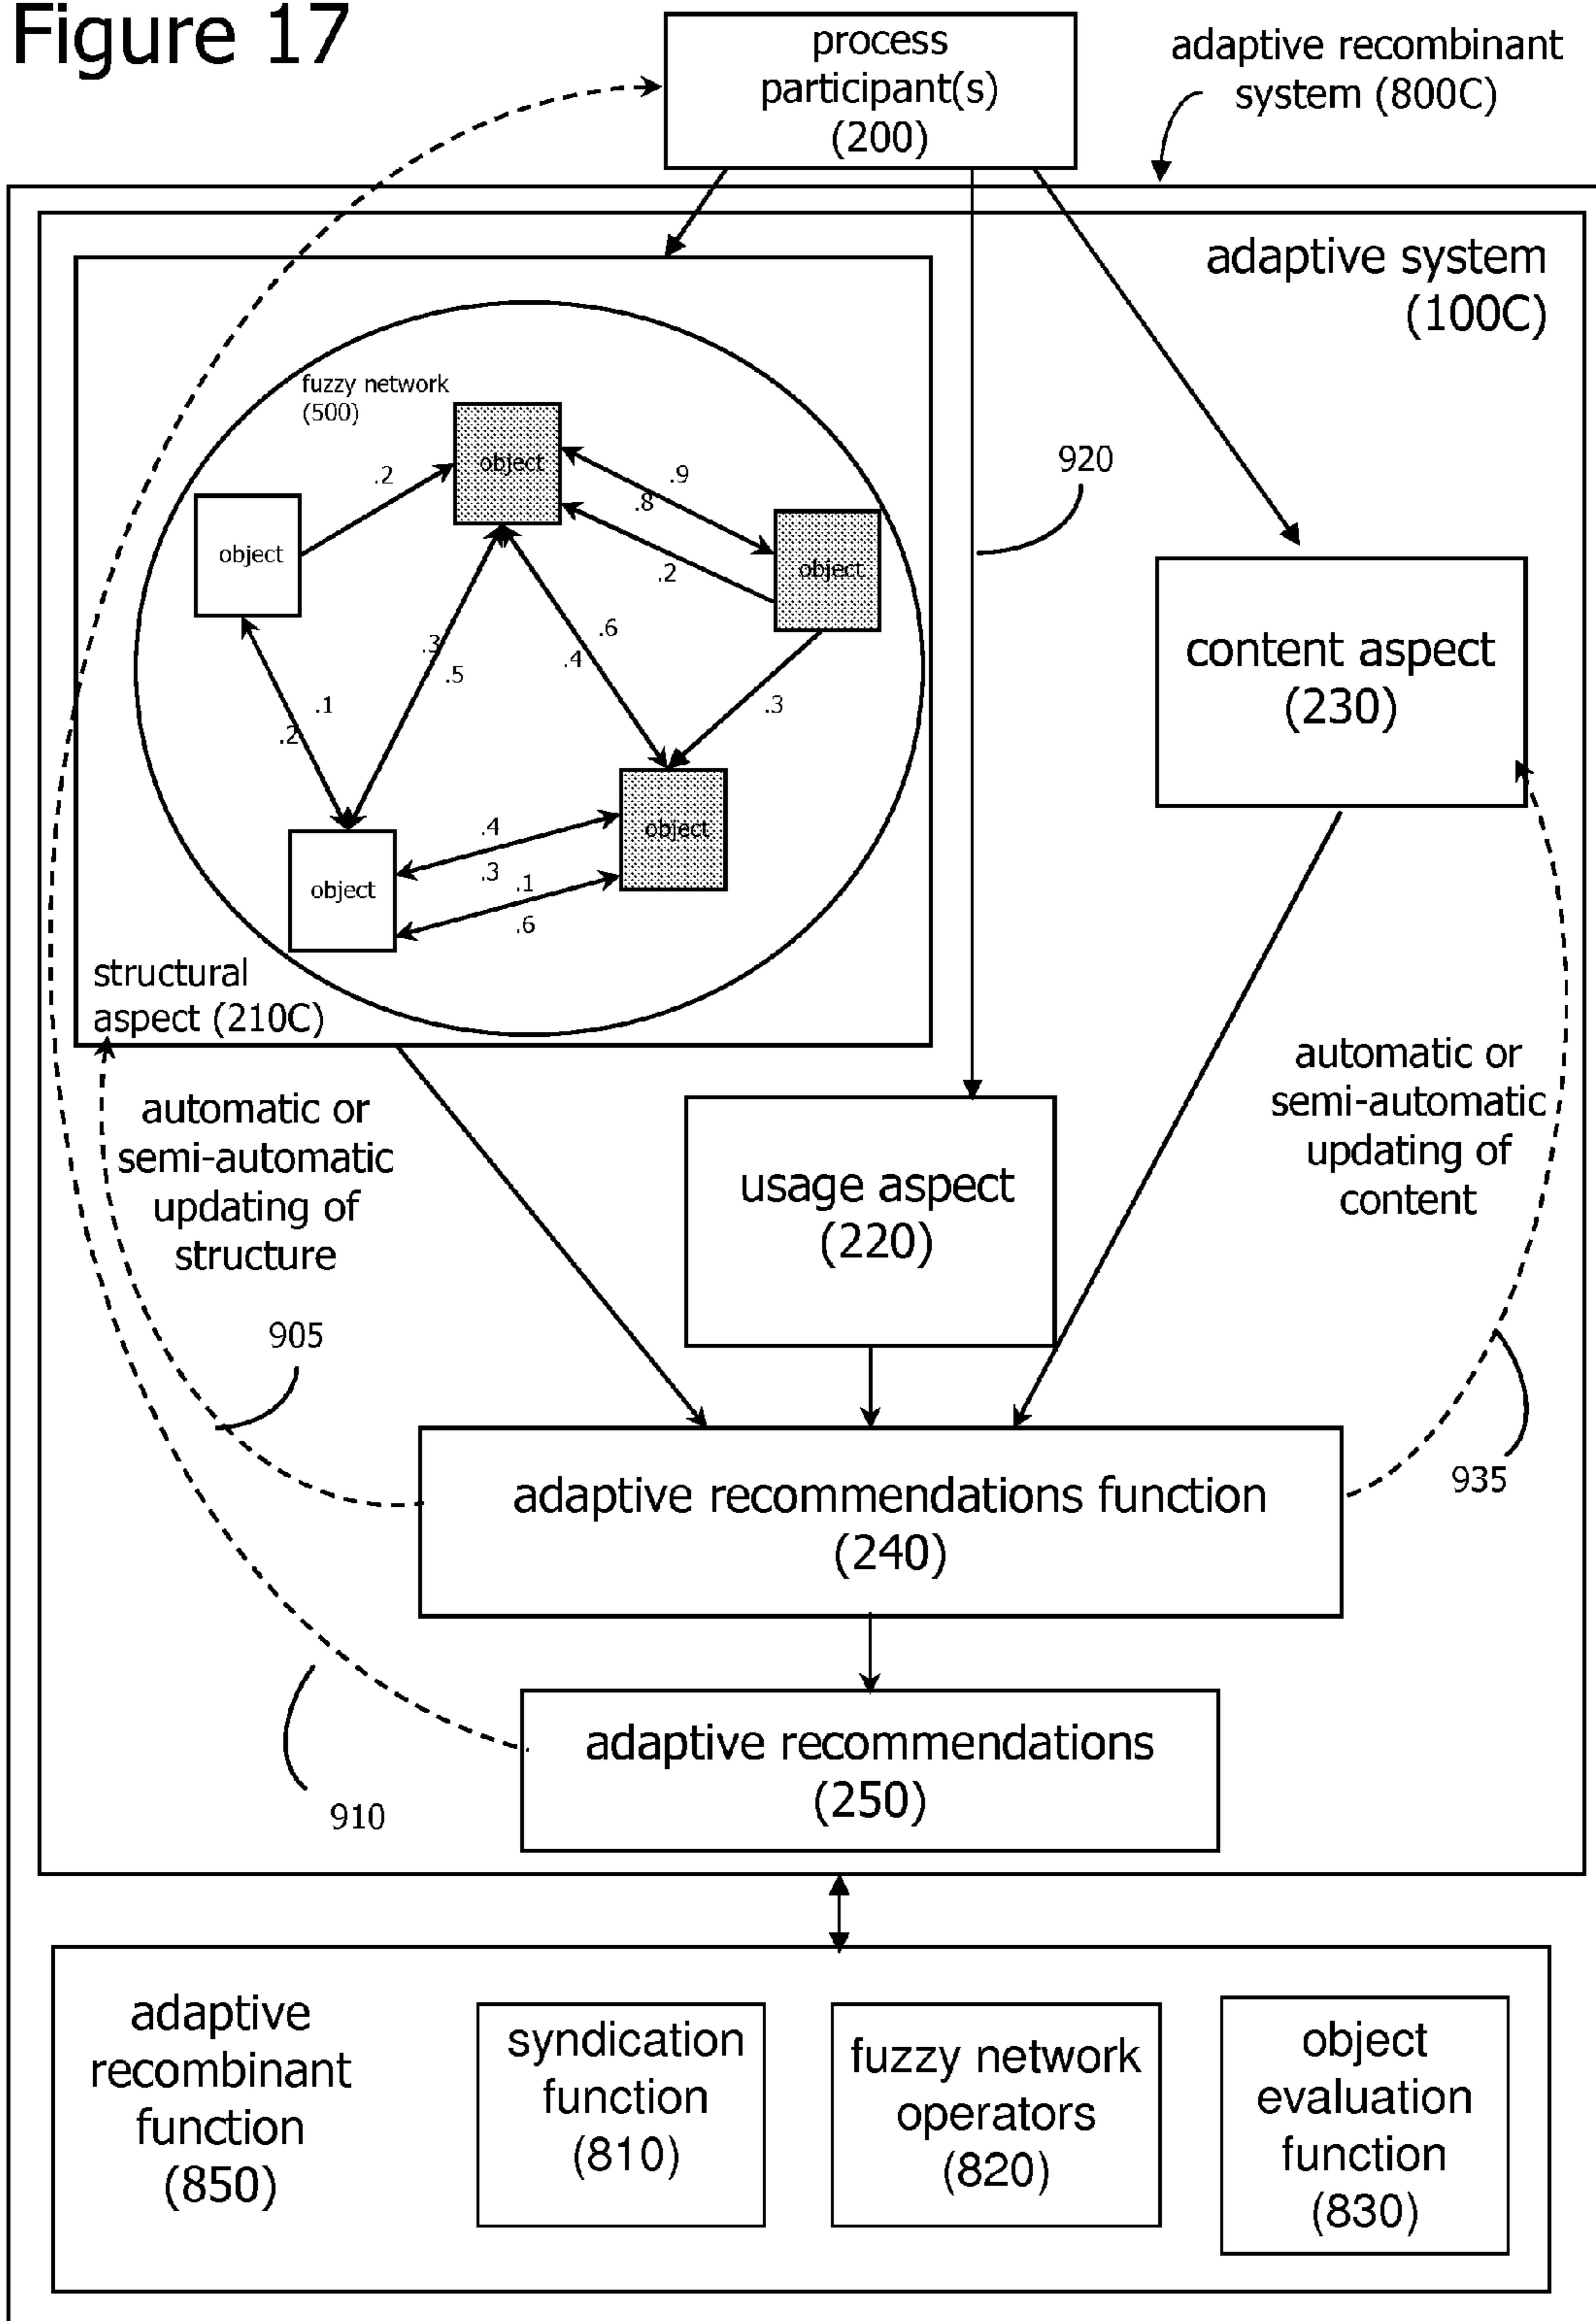 Figure 17
process
participant(s)
(200)
adaptive recombinant
system (800C)
adaptive system
(100C)
fuzzy network
(500)
object
.2
.9
.8
object
object
.2
920
.6
.3
.4
.5
.3
.1
.2
content aspect
(230)
object
.4
.3
.1
.6
object
structural
aspect (210C)
automatic or
semi-automatic
updating of
structure
automatic or
semi-automatic
updating of
content
usage aspect
(220)
905
935
adaptive recommendations function
(240)
adaptive recommendations
(250)
910
adaptive
recombinant
function
(850)
syndication
function
(810)
fuzzy network
operators
(820)
object
evaluation
function
(830)